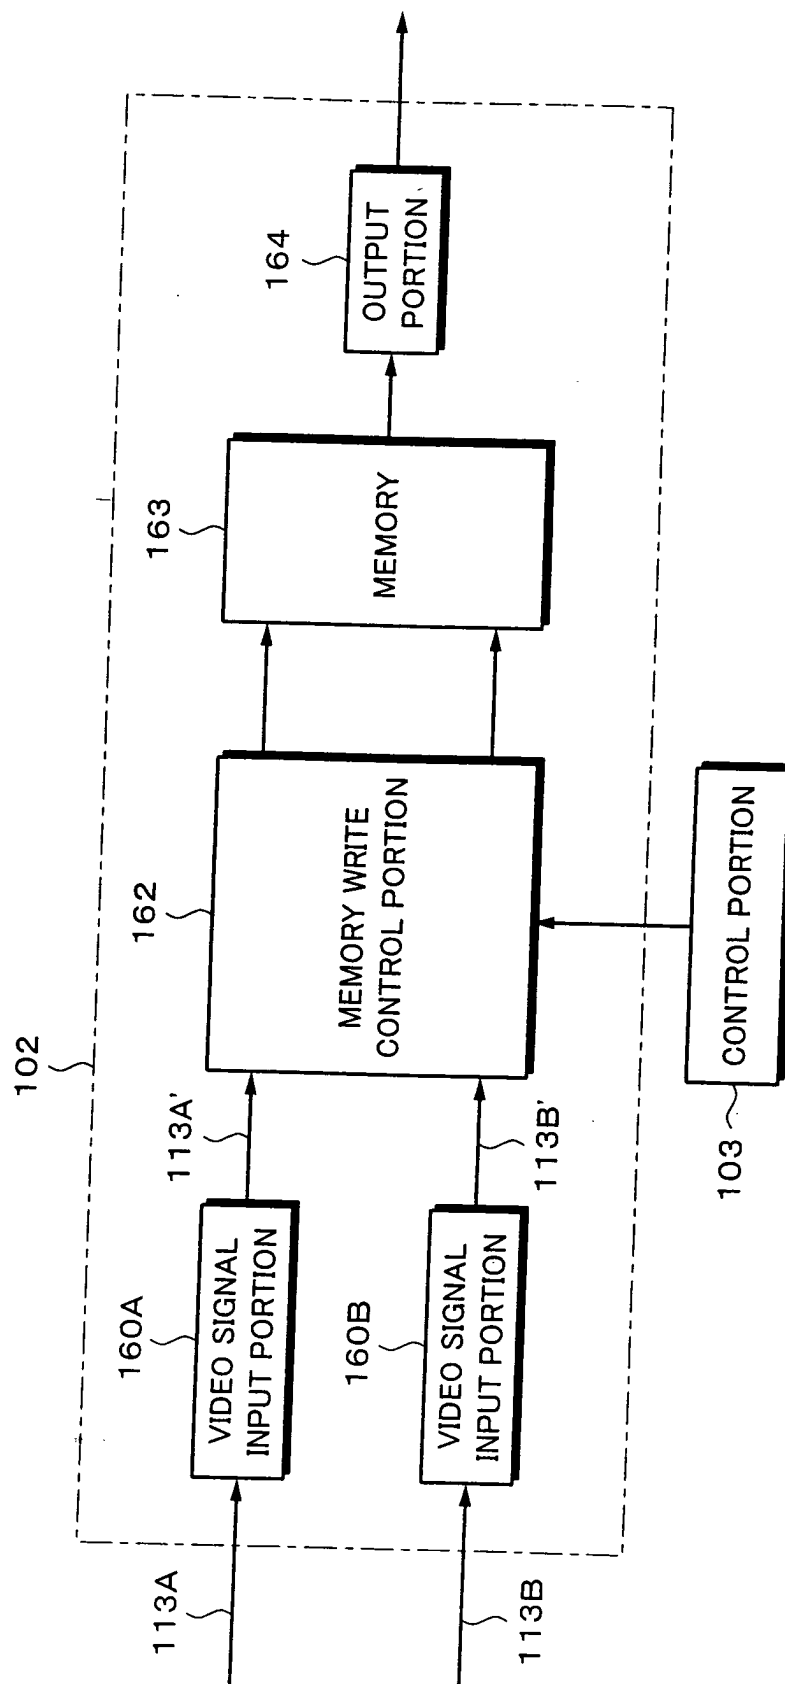 102
113A
160A
VIDEO SIGNAL
INPUT PORTION
113A'
162
MEMORY WRITE
CONTROL PORTION
163
MEMORY
164
OUTPUT
PORTION
113B
160B
VIDEO SIGNAL
INPUT PORTION
113B'
103
CONTROL PORTION